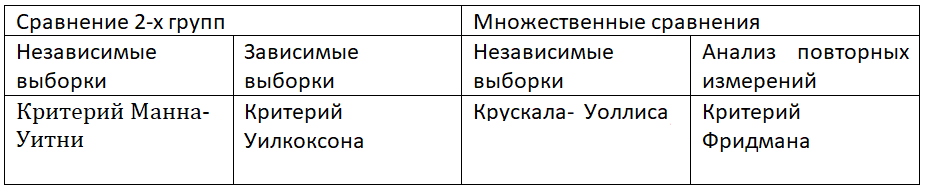 Сравнение 2-х групп
Множественные сравнения
Независимые
выборки
Зависимые
выборки
Независимые
выборки
Анализ повторных
измерений
Критерий Манна-
Уитни
Критерий
Уилкоксона
Крускала- Уоллиса
Критерий
Фридмана